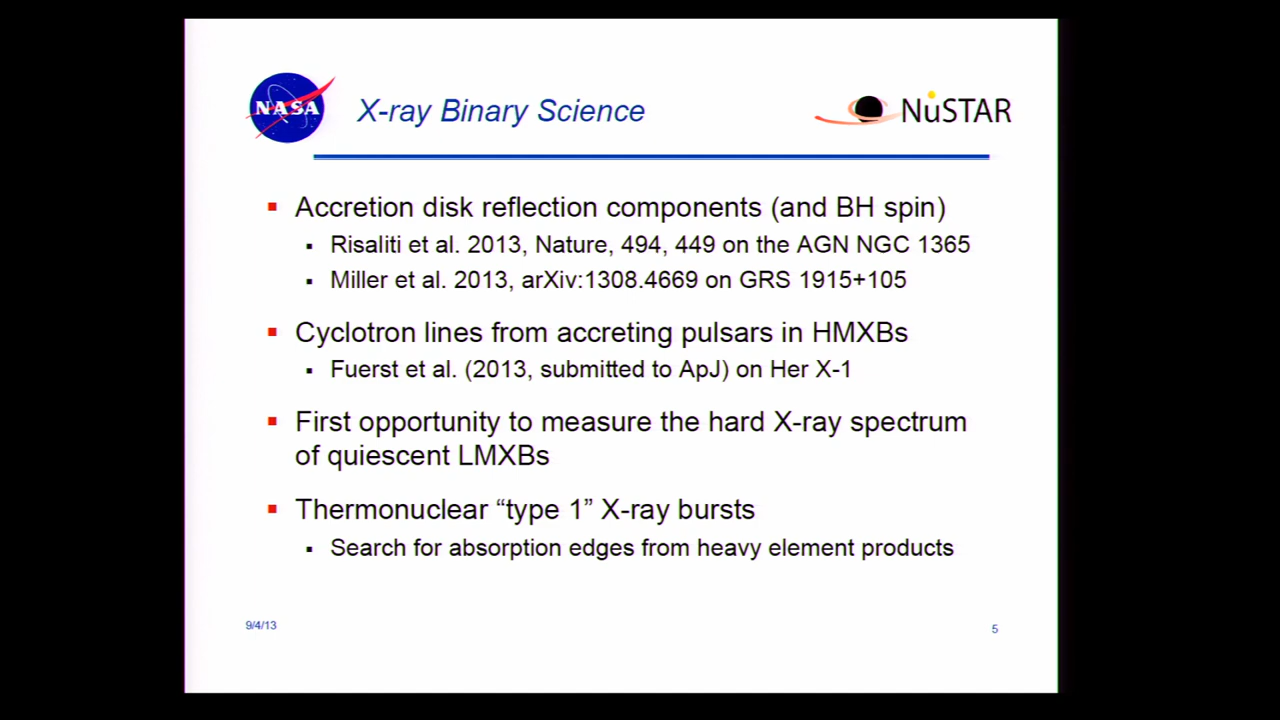 NASA
X-ray Binary Science
NuSTAR
▪ Accretion disk reflection components (and BH spin)
▪ Risaliti et al. 2013, Nature, 494, 449 on the AGN NGC 1365
▪ Miller et al. 2013, arXiv:1308.4669 on GRS 1915+105
▪ Cyclotron lines from accreting pulsars in HMXBs
▪ Fuerst et al. (2013, submitted to ApJ) on Her X-1
▪ First opportunity to measure the hard X-ray spectrum
of quiescent LMXBs
▪ Thermonuclear “type 1” X-ray bursts
▪ Search for absorption edges from heavy element products
9/4/13
5